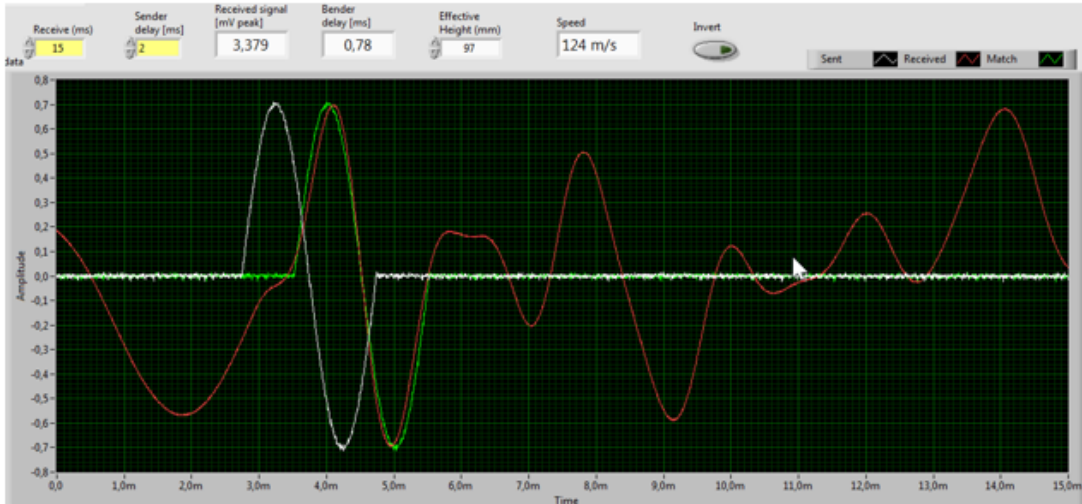 Receive (ms)
15
Sender
delay [ms]
2
Received signal
[mV peak]
3,379
Bender
delay [ms]
0,78
Effective
Height (mm)
97
Speed
124 m/s
Invert
data
Sent Received Match
Amplitude
0,8
0,7
0,6
0,5
0,4
0,3
0,2
0,1
0,0
-0,1
-0,2
-0,3
-0,4
-0,5
-0,6
-0,7
-0,8
0,0 1,0m 2,0m 3,0m 4,0m 5,0m 6,0m 7,0m 8,0m 9,0m 10,0m 11,0m 12,0m 13,0m 14,0m 15,0m
Time